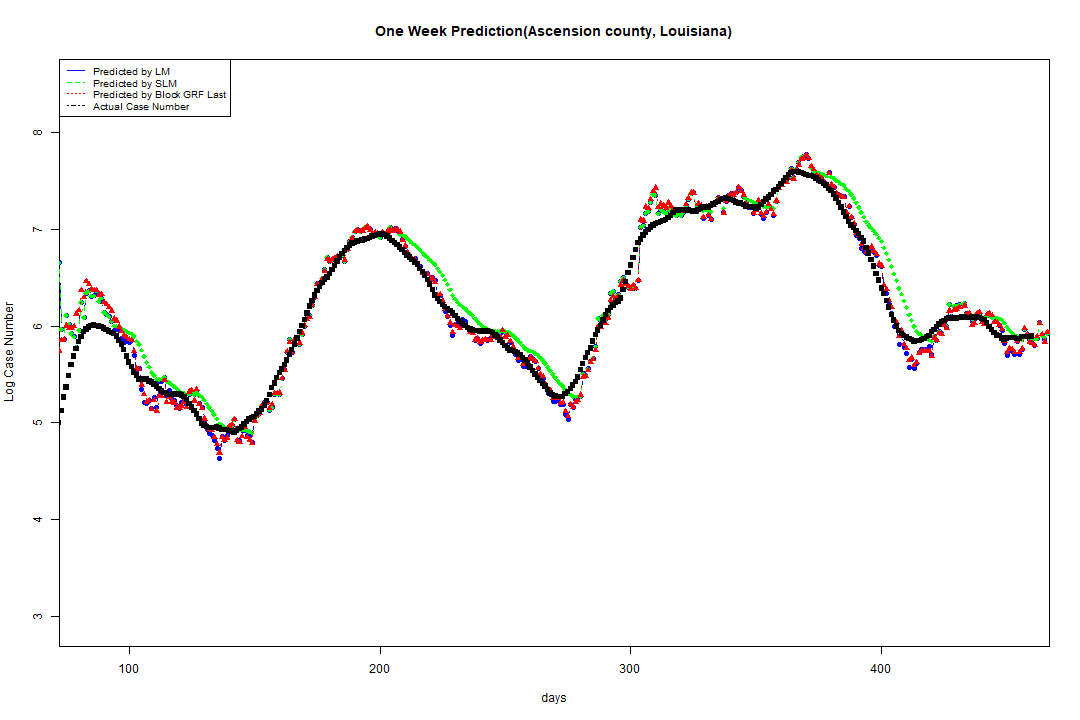 One Week Prediction(Ascension county, Louisiana)
Predicted by LM
Predicted by SLM
Predicted by Block GRF Last
Actual Case Number
8
7
6
5
4
3
Log Case Number
100 200 300 400
days